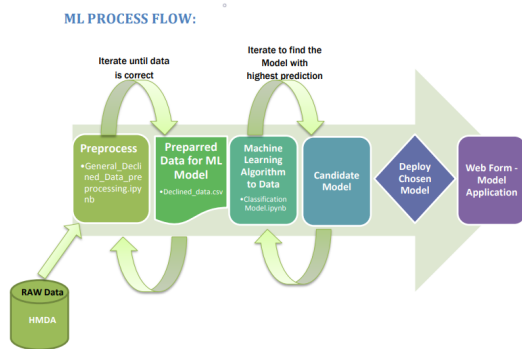 ML PROCESS FLOW:
Iterate until data
is correct
Iterate to find the
Model with
highest prediction
Preprocess
•General_Decli
ned_Data_pre
processing.ipy
nb
Preparred
Data for ML
Model
•Declined_data.csv
Machine
Learning
Algorithm
to Data
•Classification
Model.ipynb
Candidate
Model
Deploy
Chosen
Model
Web Form -
Model
Application
RAW Data
HMDA